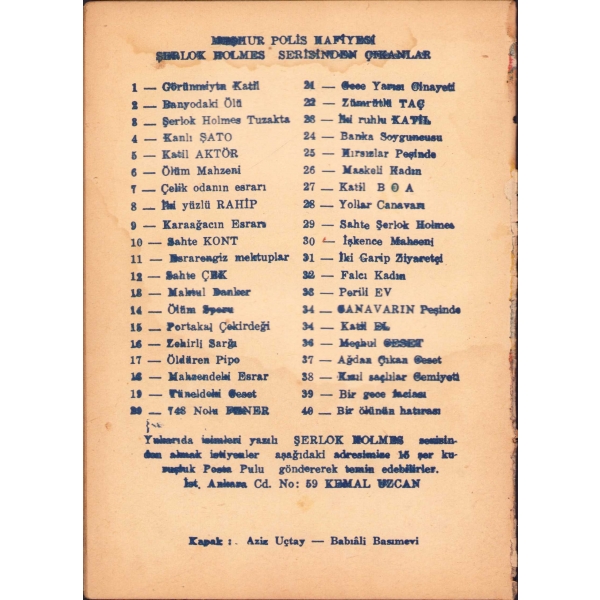 MEŞHUR POLİS HAFİYESİ
ŞERLOK HOLMES SERİSİNDEN ÇIKANLAR
1 — Görünmiyen Katil
2 — Banyodaki Ölü
3 — Şerlok Holmes Tuzakta
4 — Kanlı ŞATO
5 — Katil AKTÖR
6 — Ölüm Mahzeni
7 — Çelik odanın esrarı
8 — İki yüzlü RAHİP
9 — Karaağacın Esrarı
10 — Sahte KONT
11 — Esrarengiz mektuplar
12 — Sahte ÇEK
13 — Maktul Banker
14 — Ölüm Sporu
15 — Portakal Çekirdeği
16 — Zehirli Sargı
17 — Öldüren Pipo
18 — Mahzendeki Esrar
19 — Tüneldeki Ceset
20 — 748 Nolu FENER
21 — Gece Yarısı Cinayeti
22 — Zümrütlü TAÇ
23 — İki ruhlu KATİL
24 — Banka Soyguncusu
25 — Hırsızlar Peşinde
26 — Maskeli Kadın
27 — Katil BOA
28 — Yollar Canavarı
29 — Sahte Şerlok Holmes
30 — İşkence Mahzeni
31 — İki Garip Ziyaretçi
32 — Falcı Kadın
33 — Perili EV
34 — CANAVARIN Peşinde
34 — Katil EL
36 — Meçhul CESET
37 — Ağdan Çıkan Ceset
38 — Kızıl saçlılar Cemiyeti
39 — Bir gece faciası
40 — Bir ölünün hatırası
Yukarıda isimleri yazılı ŞERLOK HOLMES serisin-
den almak istiyenler aşağıdaki adresimize 15 şer ku-
ruşluk Posta Pulu göndererek temin edebilirler.
İst. Ankara Cd. No: 59 KEMAL UZCAN
Kapak : Aziz Uçtay — Babıâli Basımevi